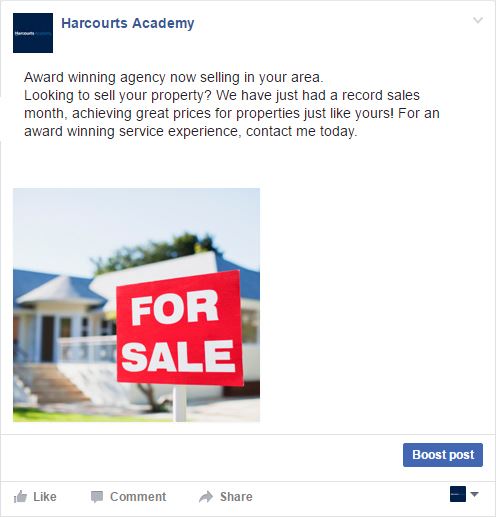 Harcourts Academy
Harcourts Academy
Award winning agency now selling in your area.
Looking to sell your property? We have just had a record sales
month, achieving great prices for properties just like yours! For an
award winning service experience, contact me today.
FOR
SALE
Boost post
Like Comment Share